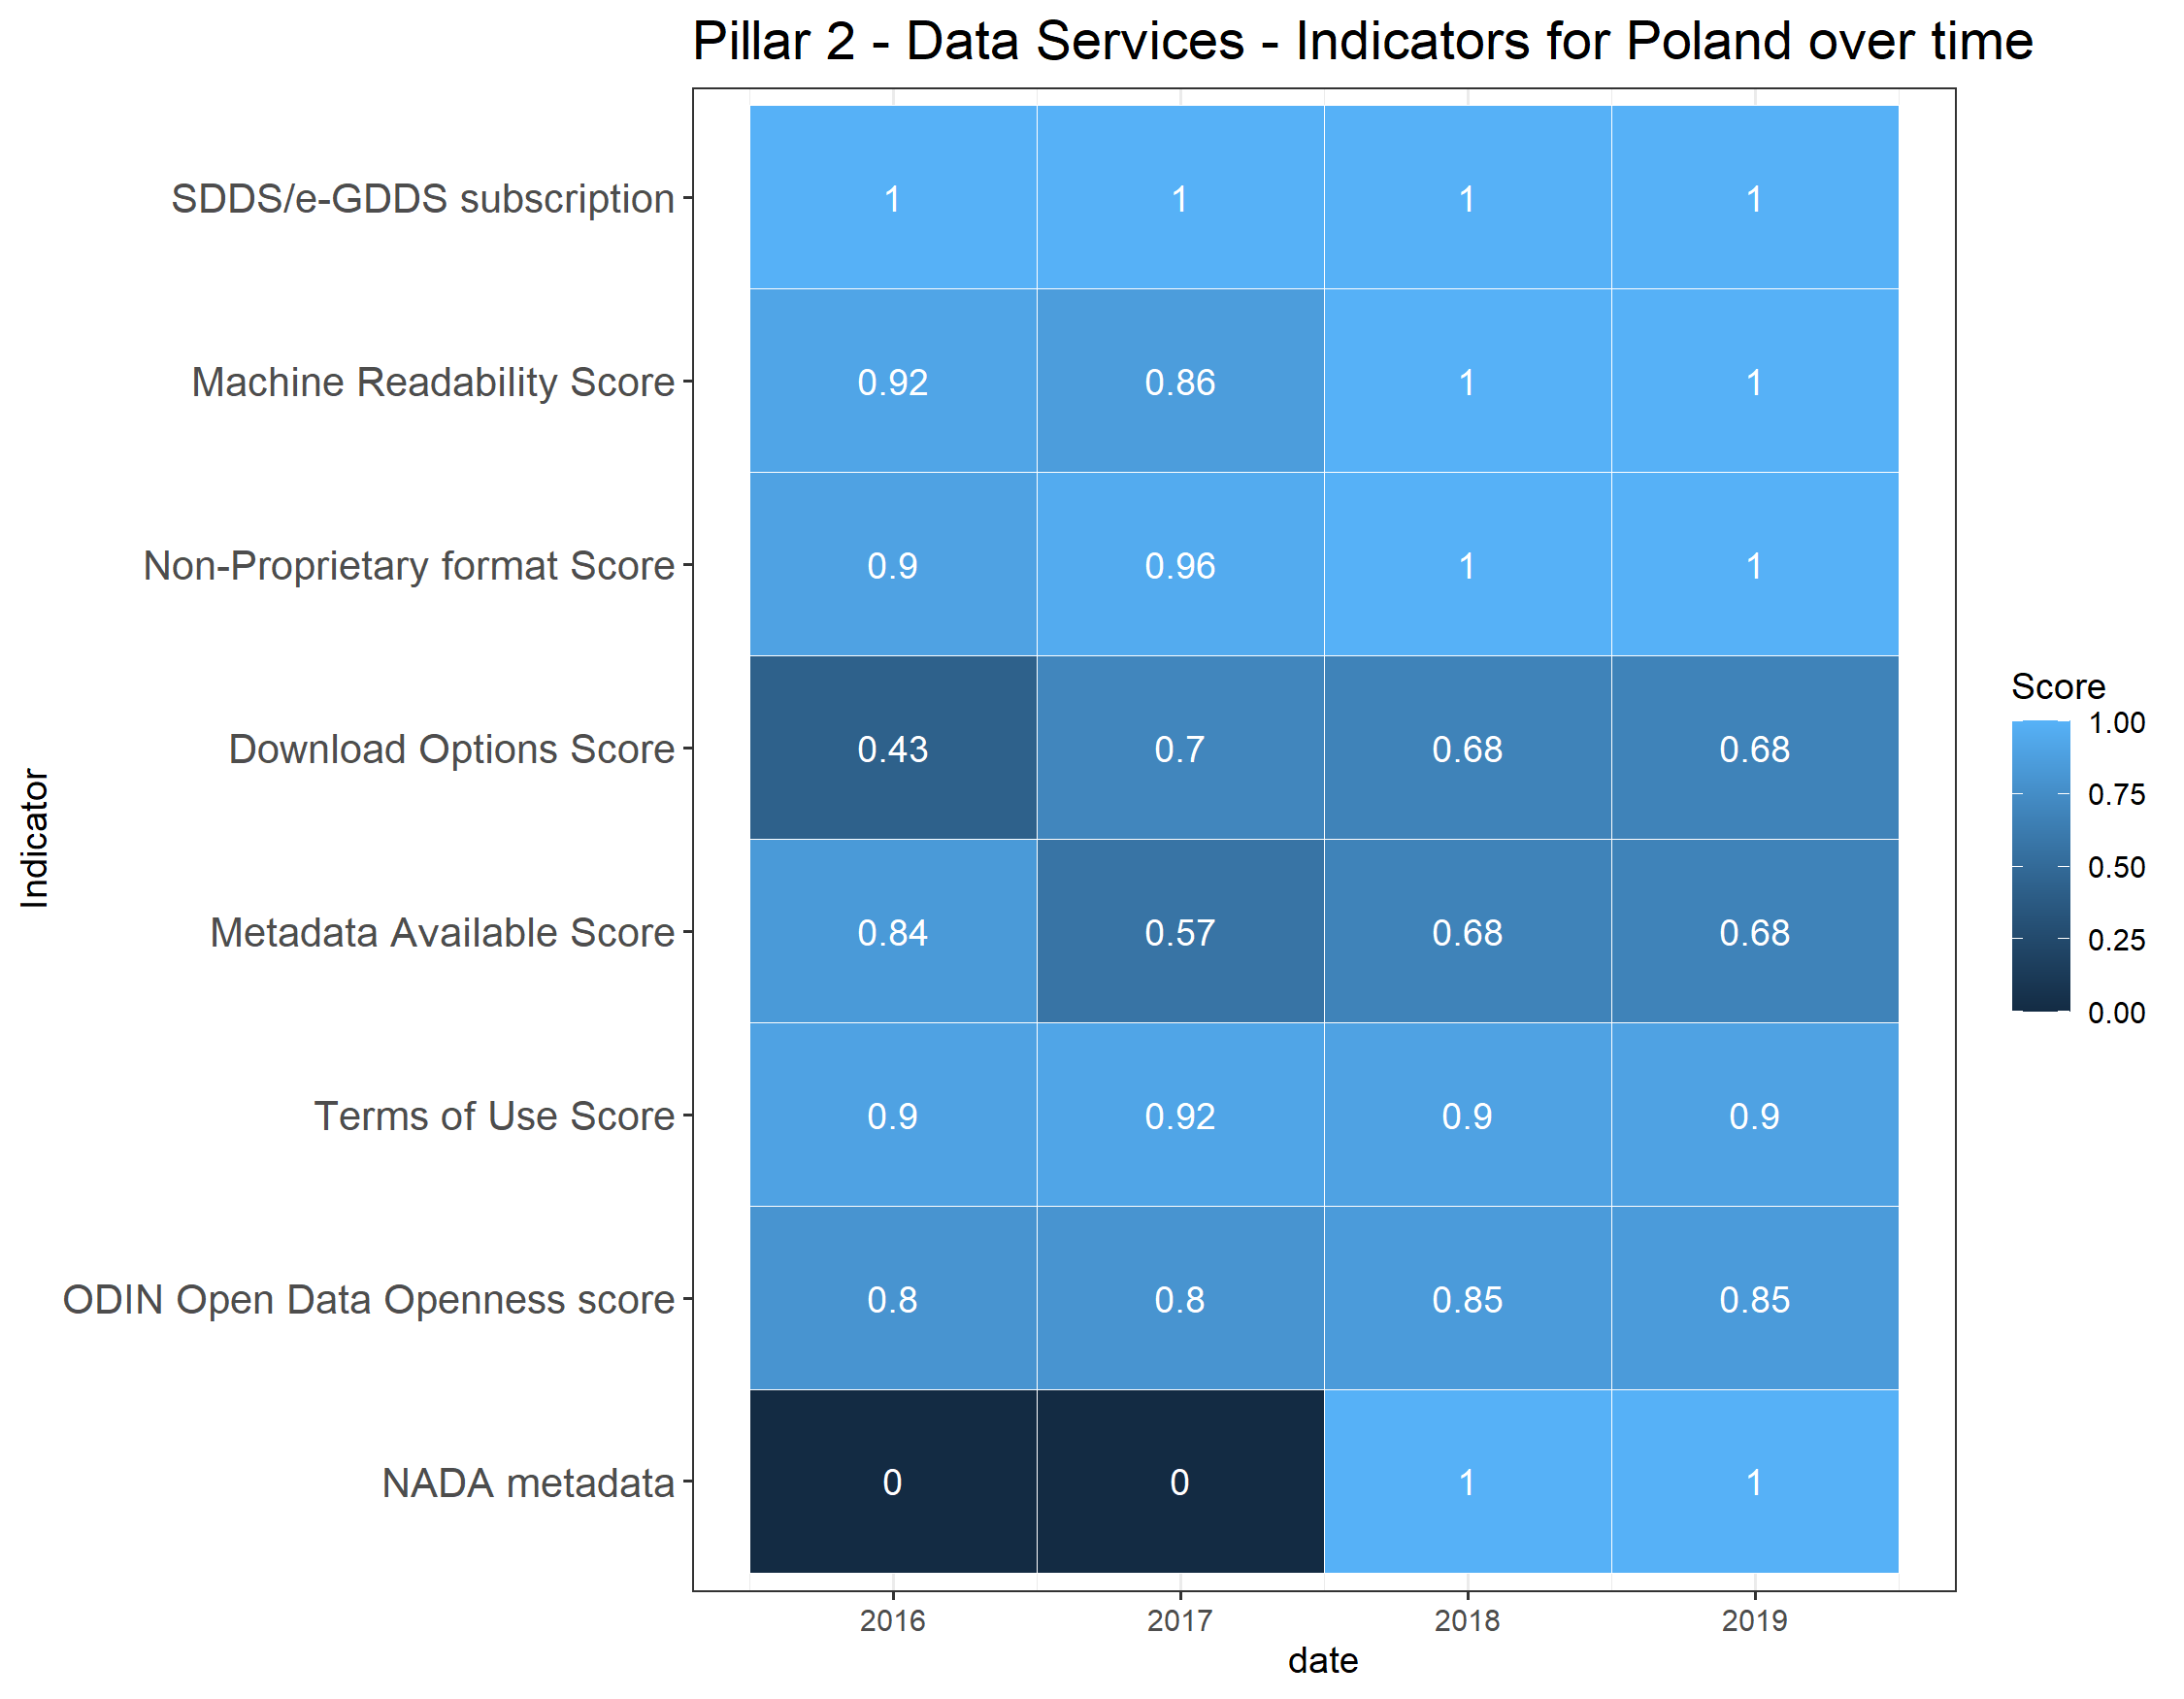 Pillar 2 - Data Services - Indicators for Poland over time
Indicator
SDDS/e-GDDS subscription 1 1 1 1
Machine Readability Score 0.92 0.86 1 1
Non-Proprietary format Score 0.9 0.96 1 1
Download Options Score 0.43 0.7 0.68 0.68
Metadata Available Score 0.84 0.57 0.68 0.68
Terms of Use Score 0.9 0.92 0.9 0.9
ODIN Open Data Openness score 0.8 0.8 0.85 0.85
NADA metadata 0 0 1 1
2016 2017 2018 2019
date
Score
1.00
0.75
0.50
0.25
0.00